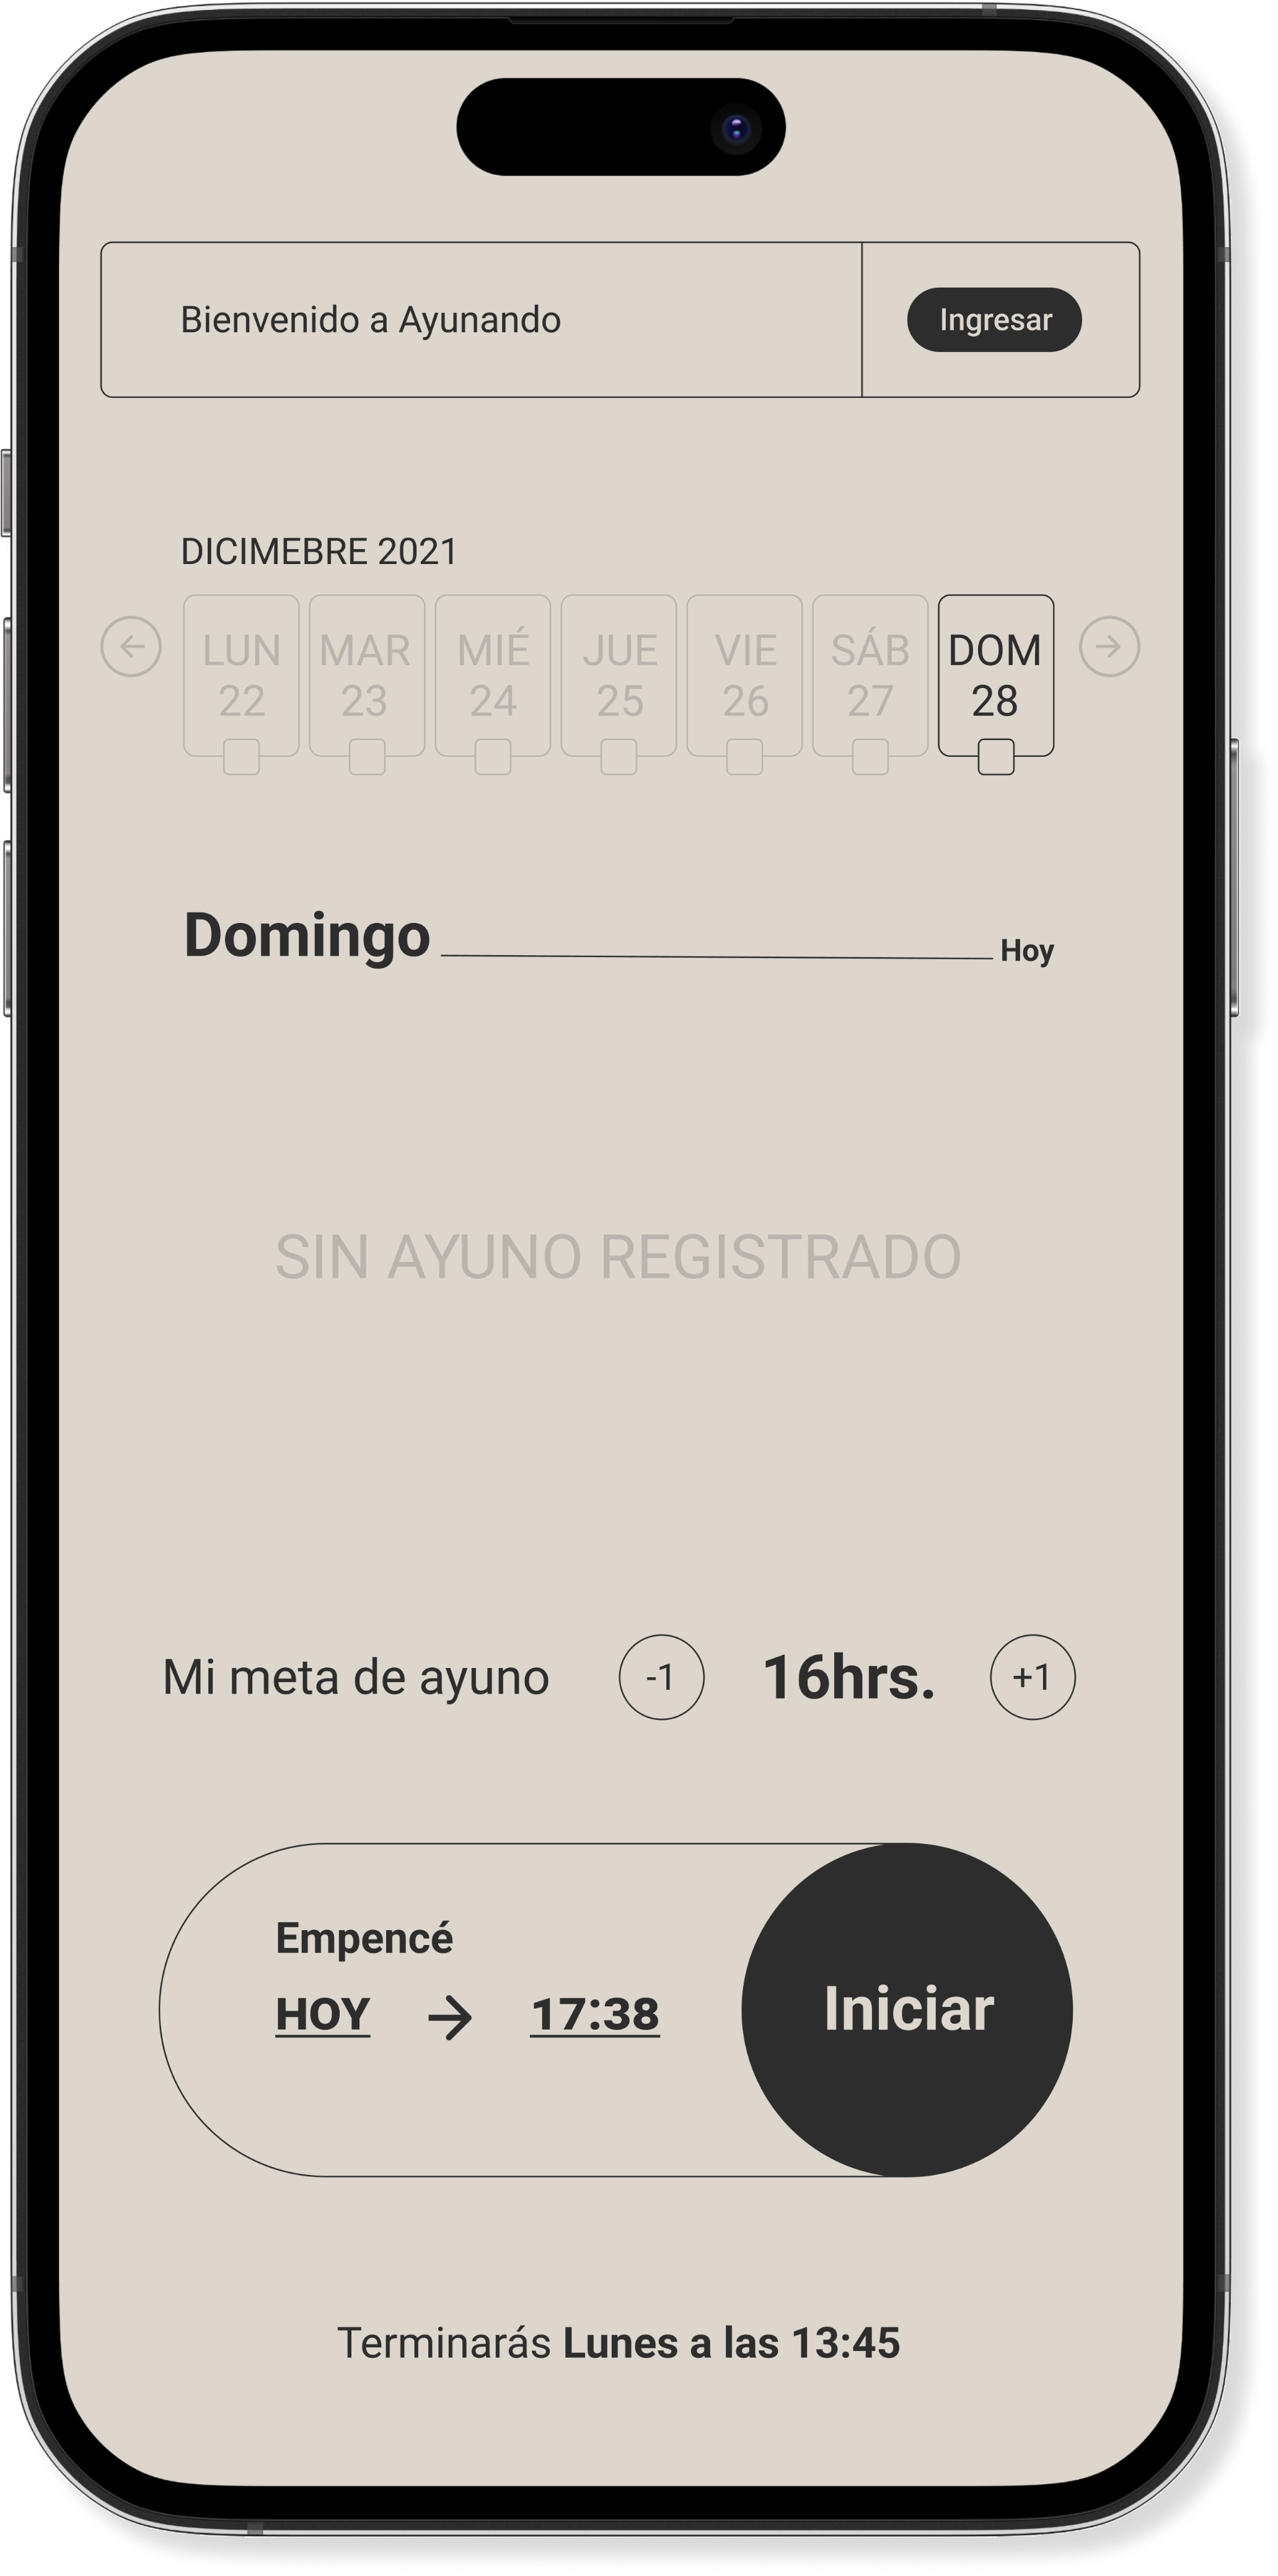 Bienvenido a Ayunando
Ingresar
DICIMEBRE 2021
LUN MAR MIÉ JUE VIE SÁB DOM
22 23 24 25 26 27 28
Domingo Hoy
SIN AYUNO REGISTRADO
Mi meta de ayuno -1 16hrs. +1
Empencé
HOY → 17:38
Iniciar
Terminarás Lunes a las 13:45